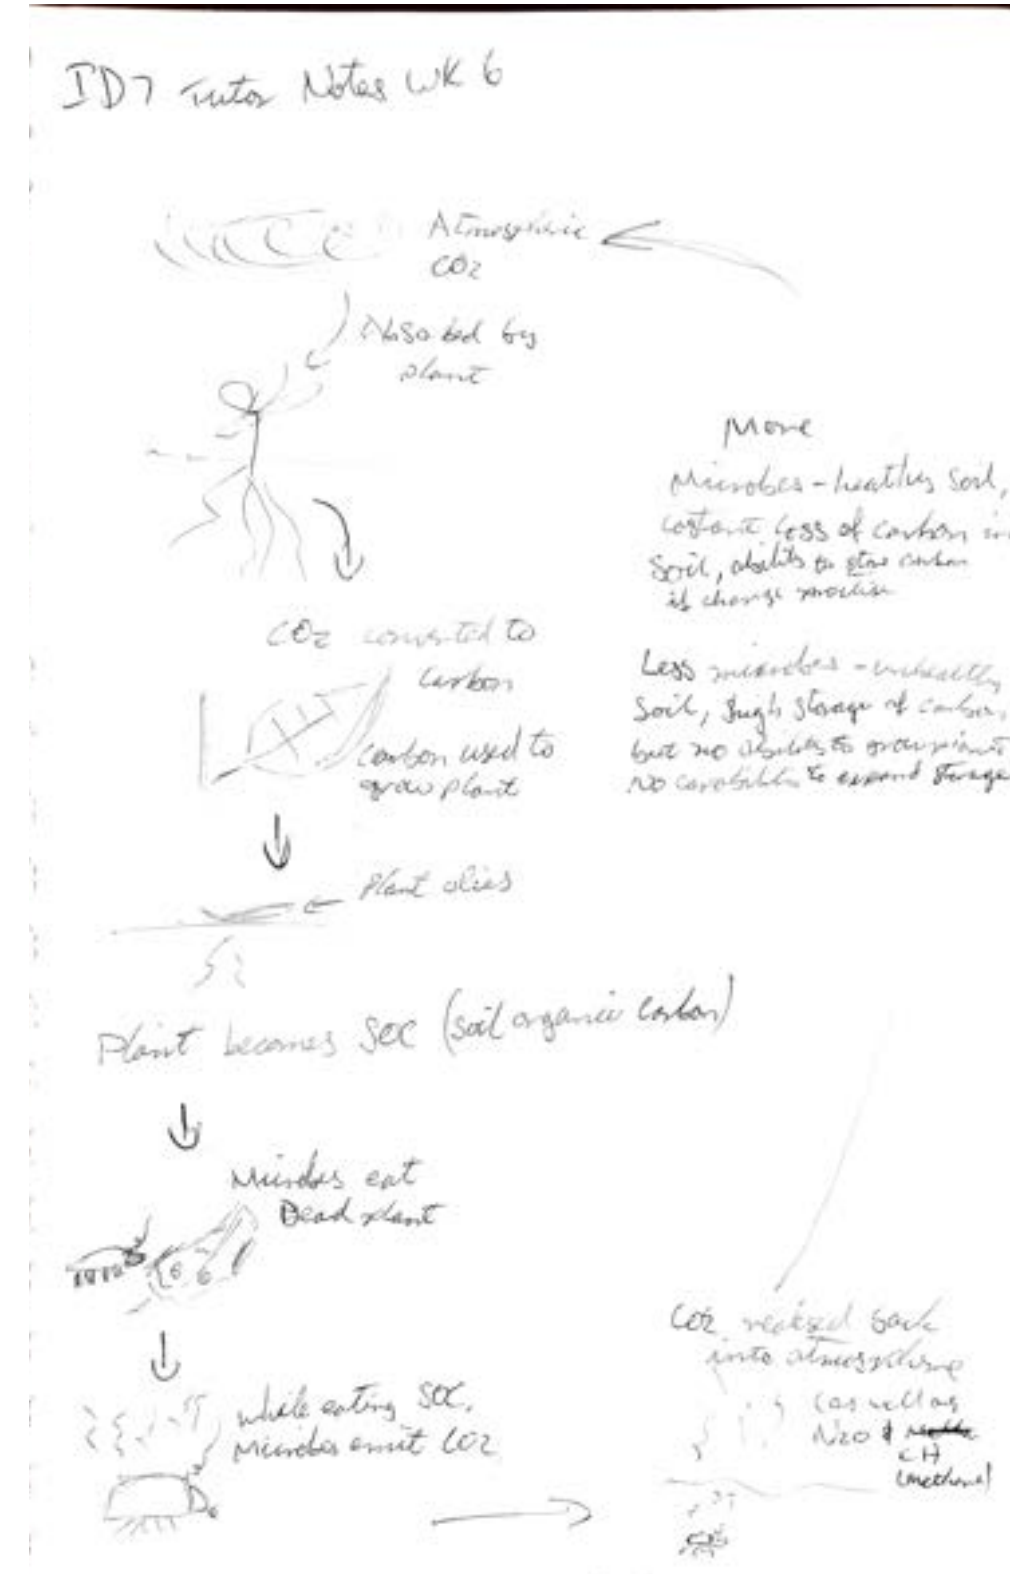 ID7 Tutor Notes WK 6
Atmospheric
CO2
Absorbed by
plant
CO2 converted to
Carbon
Carbon used to
grow plant
Plant dies
Plant becomes SOC (soil organic carbon)
Microbes eat
Dead plant
while eating SOC,
Microbes emit CO2
More
Microbes - healthy soil,
constant loss of carbon in
soil, ability to store carbon
if change practise
Less microbes - unhealthy
soil, high storage of carbon,
but no ability to grow plants
No capability to expand storage
CO2 released back
into atmosphere
(as well as
N2O &
CH
(methane)